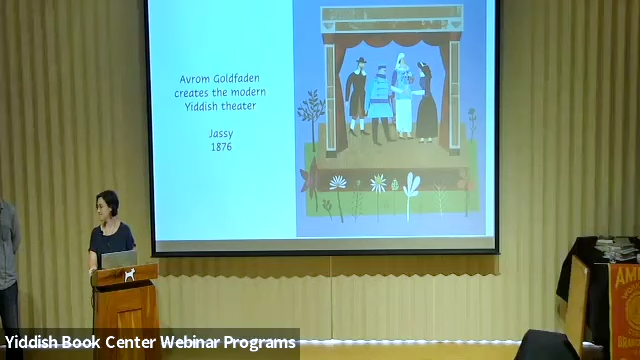 Avrom Goldfaden
creates the modern
Yiddish theater
Jassy
1876
Yiddish Book Center Webinar Programs